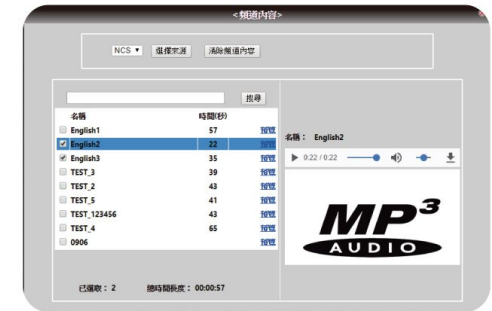 <頻道內容>
NCS 選擇來源 清除頻道內容
搜尋
名稱 時間(秒)
English1 57 預覽
English2 22 預覽
English3 35 預覽
TEST_3 39 預覽
TEST_2 43 預覽
TEST_5 41 預覽
TEST_123456 43 預覽
TEST_4 65 預覽
0906 預覽
已選取： 2 總時間長度： 00:00:57
名稱： English2
0:22 / 0:22
MP3
AUDIO